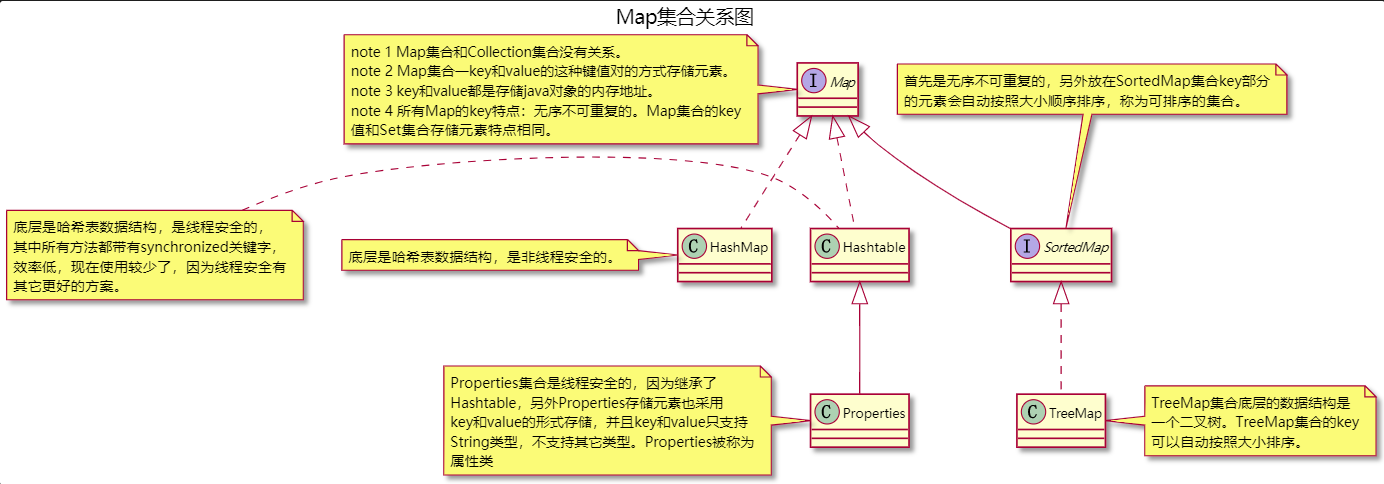 Map集合关系图
note 1 Map集合和Collection集合没有关系。
note 2 Map集合一key和value的这种键值对的方式存储元素。
note 3 key和value都是存储java对象的内存地址。
note 4 所有Map的key特点：无序不可重复的。Map集合的key
值和Set集合存储元素特点相同。
I Map
首先是无序不可重复的，另外放在SortedMap集合key部分
的元素会自动按照大小顺序排序，称为可排序的集合。
底层是哈希表数据结构，是线程安全的，
其中所有方法都带有synchronized关键字，
效率低，现在使用较少了，因为线程安全有
其它更好的方案。
底层是哈希表数据结构，是非线程安全的。
C HashMap
C Hashtable
I SortedMap
Properties集合是线程安全的，因为继承了
Hashtable，另外Properties存储元素也采用
key和value的形式存储，并且key和value只支持
String类型，不支持其它类型。Properties被称为
属性类
C Properties
C TreeMap
TreeMap集合底层的数据结构是
一个二叉树。TreeMap集合的key
可以自动按照大小排序。